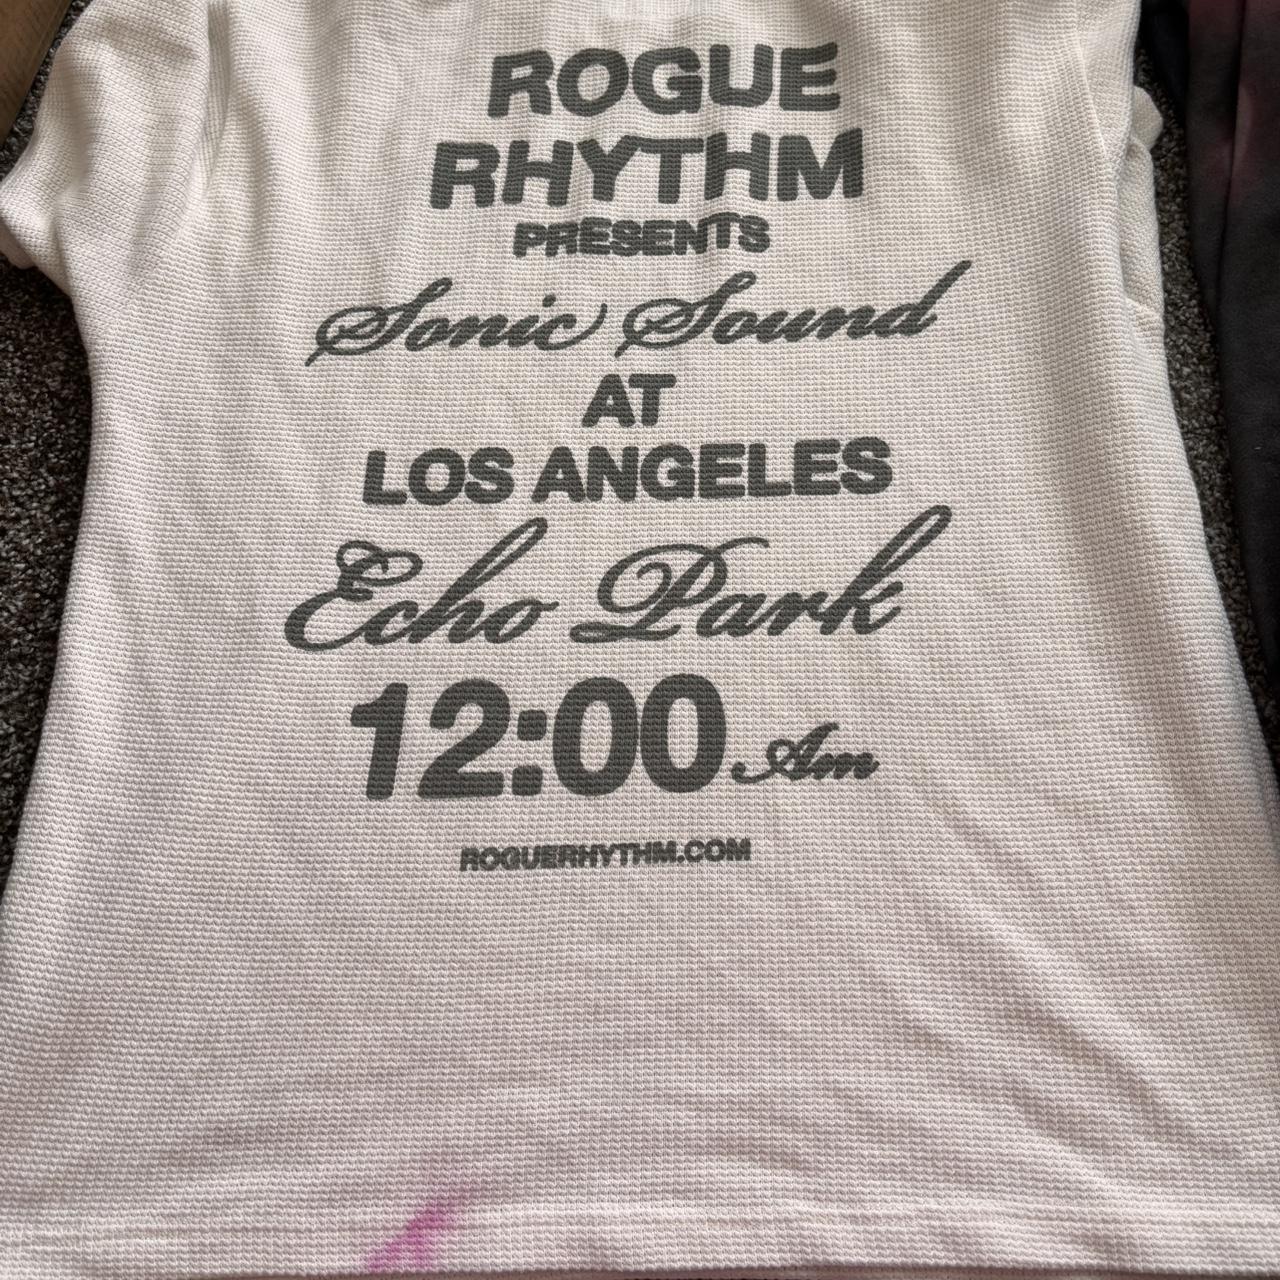 ROGUE
RHYTHM
PRESENTS
Sonic Sound
AT
LOS ANGELES
Echo Park
12:00 Am
ROGUERHYTHM.COM